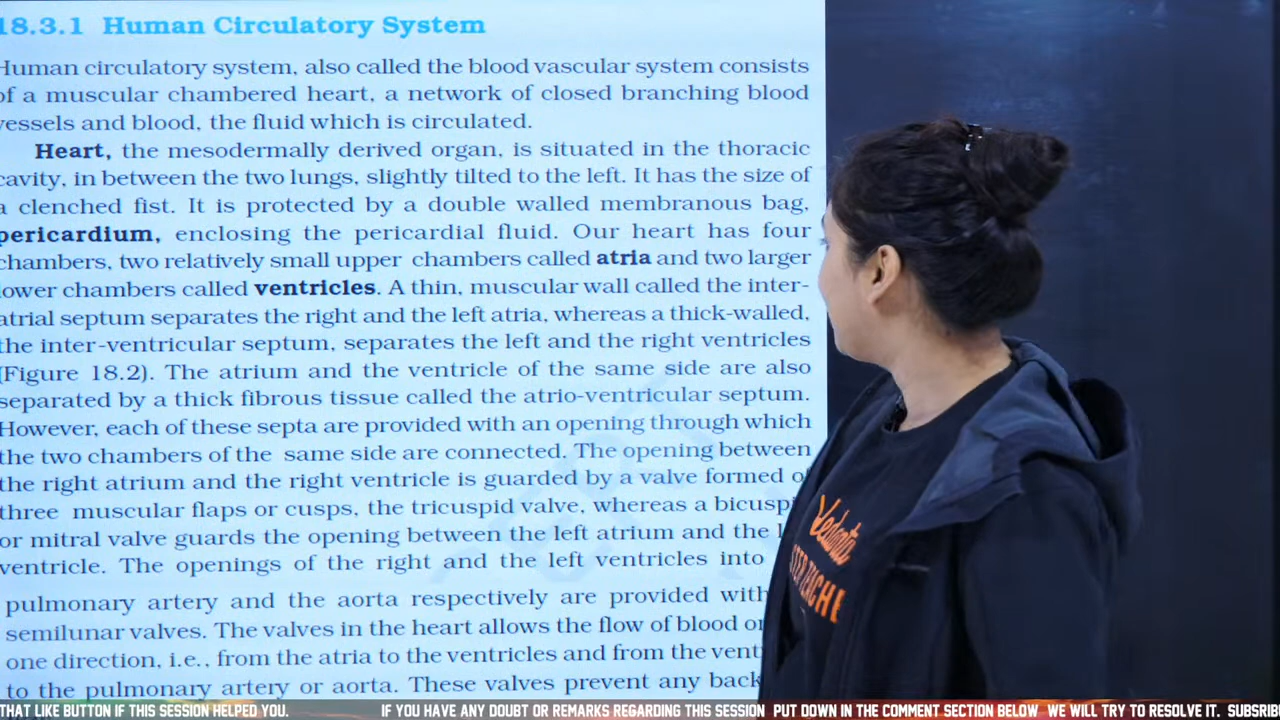 18.3.1 Human Circulatory System
Human circulatory system, also called the blood vascular system consists
of a muscular chambered heart, a network of closed branching blood
vessels and blood, the fluid which is circulated.
Heart, the mesodermally derived organ, is situated in the thoracic
cavity, in between the two lungs, slightly tilted to the left. It has the size of
a clenched fist. It is protected by a double walled membranous bag,
pericardium, enclosing the pericardial fluid. Our heart has four
chambers, two relatively small upper chambers called atria and two larger
lower chambers called ventricles. A thin, muscular wall called the inter-
atrial septum separates the right and the left atria, whereas a thick-walled,
the inter-ventricular septum, separates the left and the right ventricles
(Figure 18.2). The atrium and the ventricle of the same side are also
separated by a thick fibrous tissue called the atrio-ventricular septum.
However, each of these septa are provided with an opening through which
the two chambers of the same side are connected. The opening between
the right atrium and the right ventricle is guarded by a valve formed of
three muscular flaps or cusps, the tricuspid valve, whereas a bicuspi
or mitral valve guards the opening between the left atrium and the l
ventricle. The openings of the right and the left ventricles into
pulmonary artery and the aorta respectively are provided with
semilunar valves. The valves in the heart allows the flow of blood on
one direction, i.e., from the atria to the ventricles and from the vent
to the pulmonary artery or aorta. These valves prevent any back
Vedantu
THAT LIKE BUTTON IF THIS SESSION HELPED YOU. IF YOU HAVE ANY DOUBT OR REMARKS REGARDING THIS SESSION PUT DOWN IN THE COMMENT SECTION BELOW WE WILL TRY TO RESOLVE IT. SUBSRIB